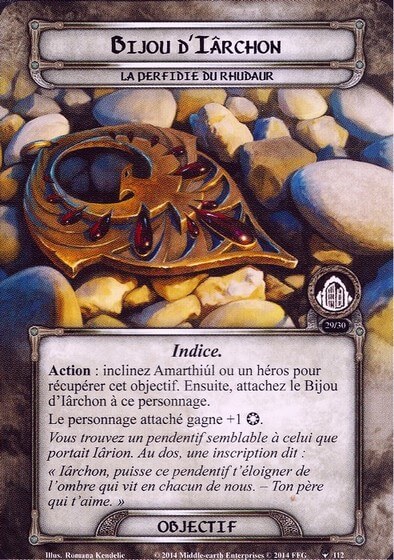 Bijou d'Iârchon
La Perfidie du Rhudaur
29/30
Indice.
Action : inclinez Amarthiúl ou un héros pour
récupérer cet objectif. Ensuite, attachez le Bijou
d'Iârchon à ce personnage.
Le personnage attaché gagne +1 .
Vous trouvez un pendentif semblable à celui que
portait Iârion. Au dos, une inscription dit :
« Iârchon, puisse ce pendentif t'éloigner de
l'ombre qui vit en chacun de nous. – Ton père
qui t'aime. »
Objectif
Illus. Romana Kendelic © 2014 Middle-earth Enterprises © 2014 FFG 112